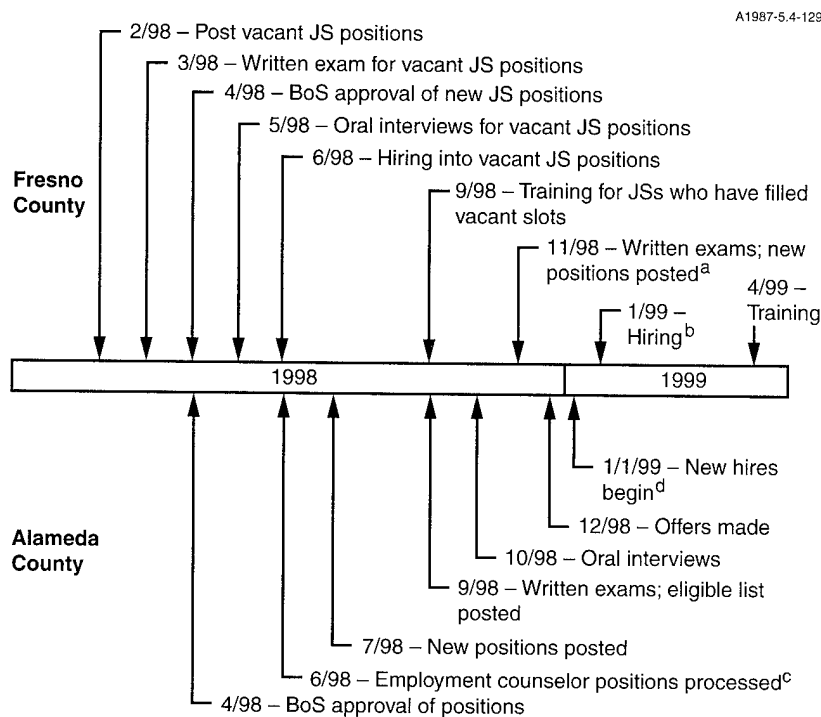 A1987-5.4-129
2/98 – Post vacant JS positions
3/98 – Written exam for vacant JS positions
4/98 – BoS approval of new JS positions
5/98 – Oral interviews for vacant JS positions
6/98 – Hiring into vacant JS positions
Fresno
County
9/98 – Training for JSs who have filled
vacant slots
11/98 – Written exams; new
positions posted^a
4/99 –
Training
1/99 –
Hiring^b
1998
1999
1/1/99 – New hires
begin^d
12/98 – Offers made
Alameda
County
10/98 – Oral interviews
9/98 – Written exams; eligible list
posted
7/98 – New positions posted
6/98 – Employment counselor positions processed^c
4/98 – BoS approval of positions